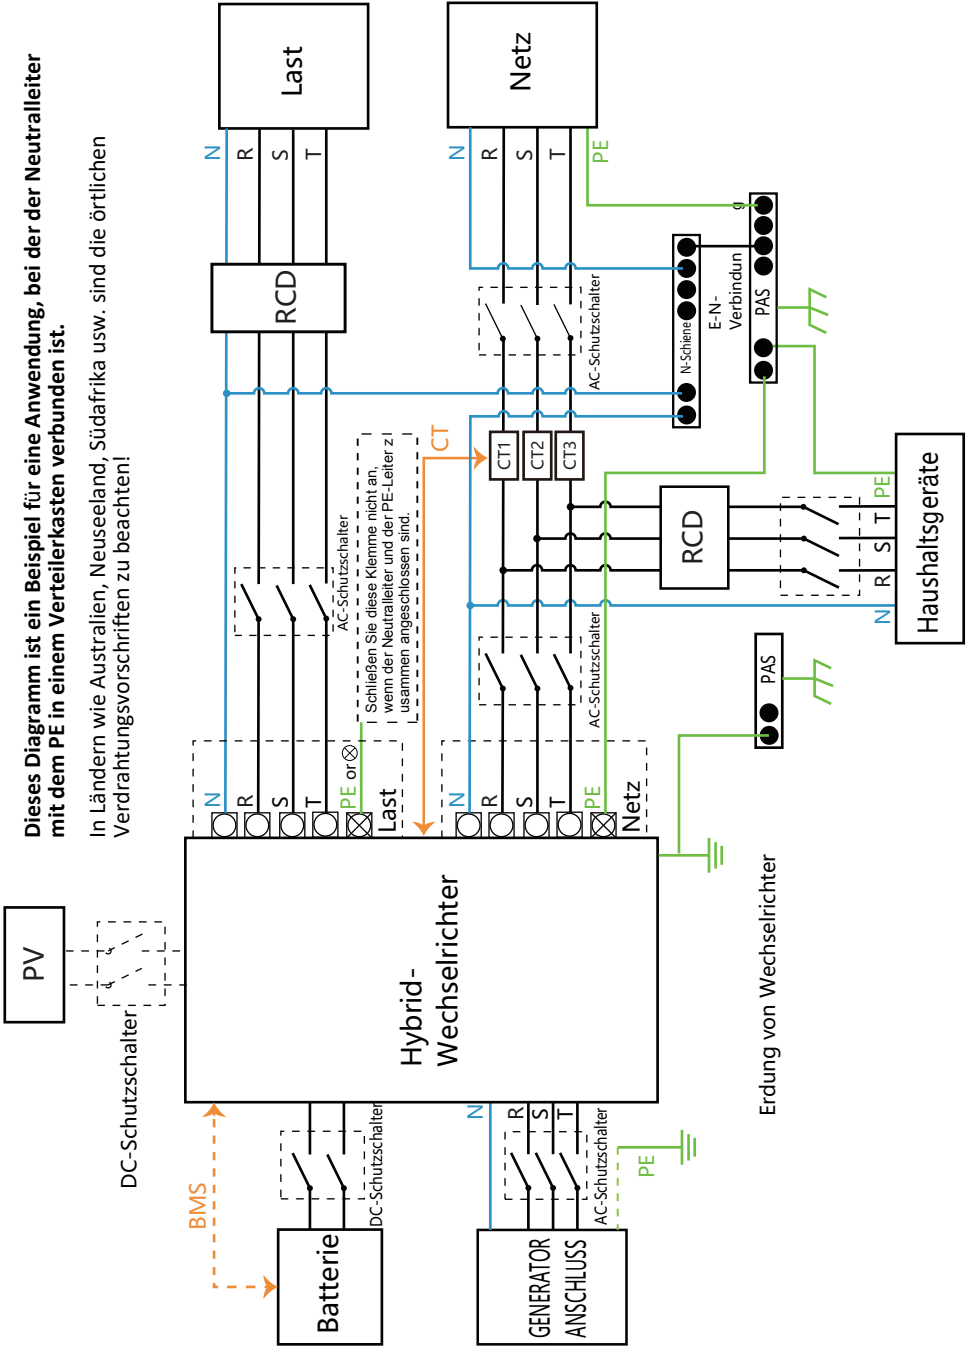 Dieses Diagramm ist ein Beispiel für eine Anwendung, bei der der Neutralleiter
mit dem PE in einem Verteilerkasten verbunden ist.
In Ländern wie Australien, Neuseeland, Südafrika usw. sind die örtlichen
Verdrahtungsvorschriften zu beachten!
PV
DC-Schutzschalter
BMS
Batterie
DC-Schutzschalter
Hybrid-
Wechselrichter
N
R
S
T
PE or
Last
AC-Schutzschalter
Schließen Sie diese Klemme nicht an,
wenn der Neutralleiter und der PE-Leiter z
usammen angeschlossen sind.
RCD
N
R
S
T
Last
CT
N
R
S
T
PE
Netz
AC-Schutzschalter
CT1
CT2
CT3
AC-Schutzschalter
N
R
S
T
PE
Netz
N-Schiene
E-N-
Verbindun
g
PAS
RCD
N
R
S
T
PE
Haushaltsgeräte
PAS
Erdung von Wechselrichter
GENERATOR
ANSCHLUSS
N
R
S
T
AC-Schutzschalter
PE